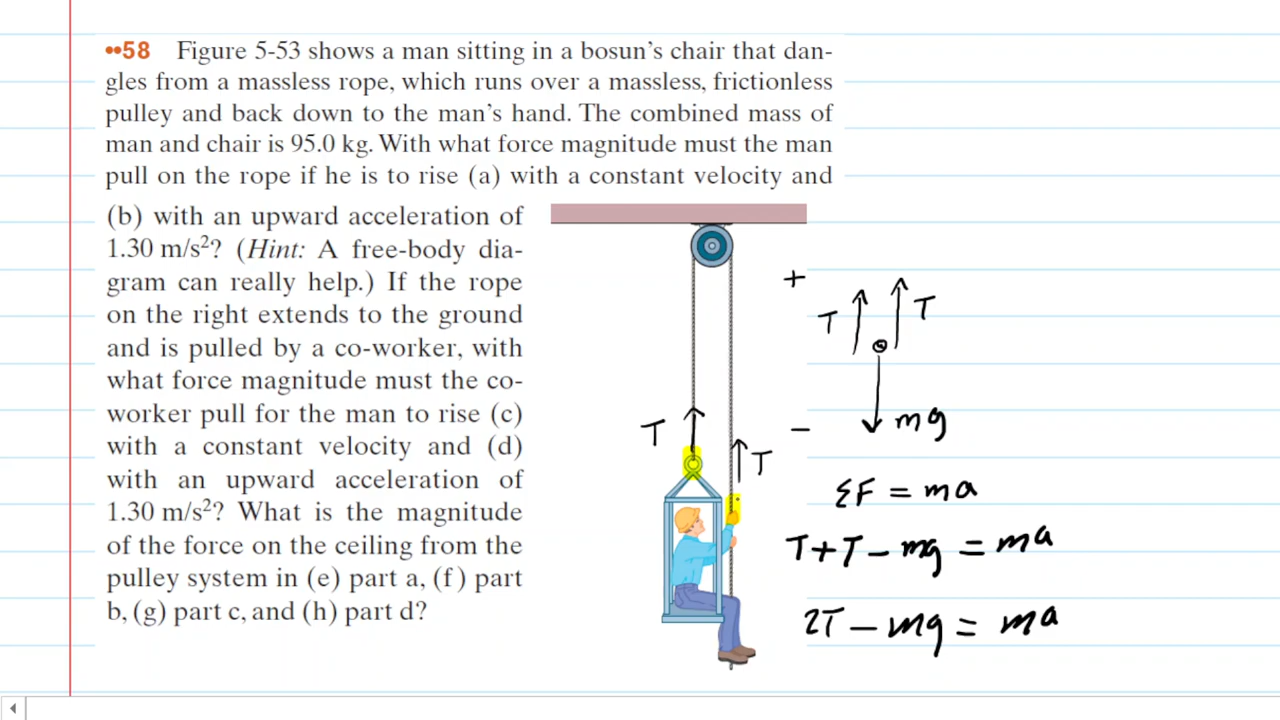 ••58 Figure 5-53 shows a man sitting in a bosun's chair that dan-
gles from a massless rope, which runs over a massless, frictionless
pulley and back down to the man's hand. The combined mass of
man and chair is 95.0 kg. With what force magnitude must the man
pull on the rope if he is to rise (a) with a constant velocity and
(b) with an upward acceleration of
1.30 m/s²? (Hint: A free-body dia-
gram can really help.) If the rope
on the right extends to the ground
and is pulled by a co-worker, with
what force magnitude must the co-
worker pull for the man to rise (c)
with a constant velocity and (d)
with an upward acceleration of
1.30 m/s²? What is the magnitude
of the force on the ceiling from the
pulley system in (e) part a, (f) part
b, (g) part c, and (h) part d?
T
T
+
T
T
−
mg
ΣF = ma
T+T − mg = ma
2T − mg = ma